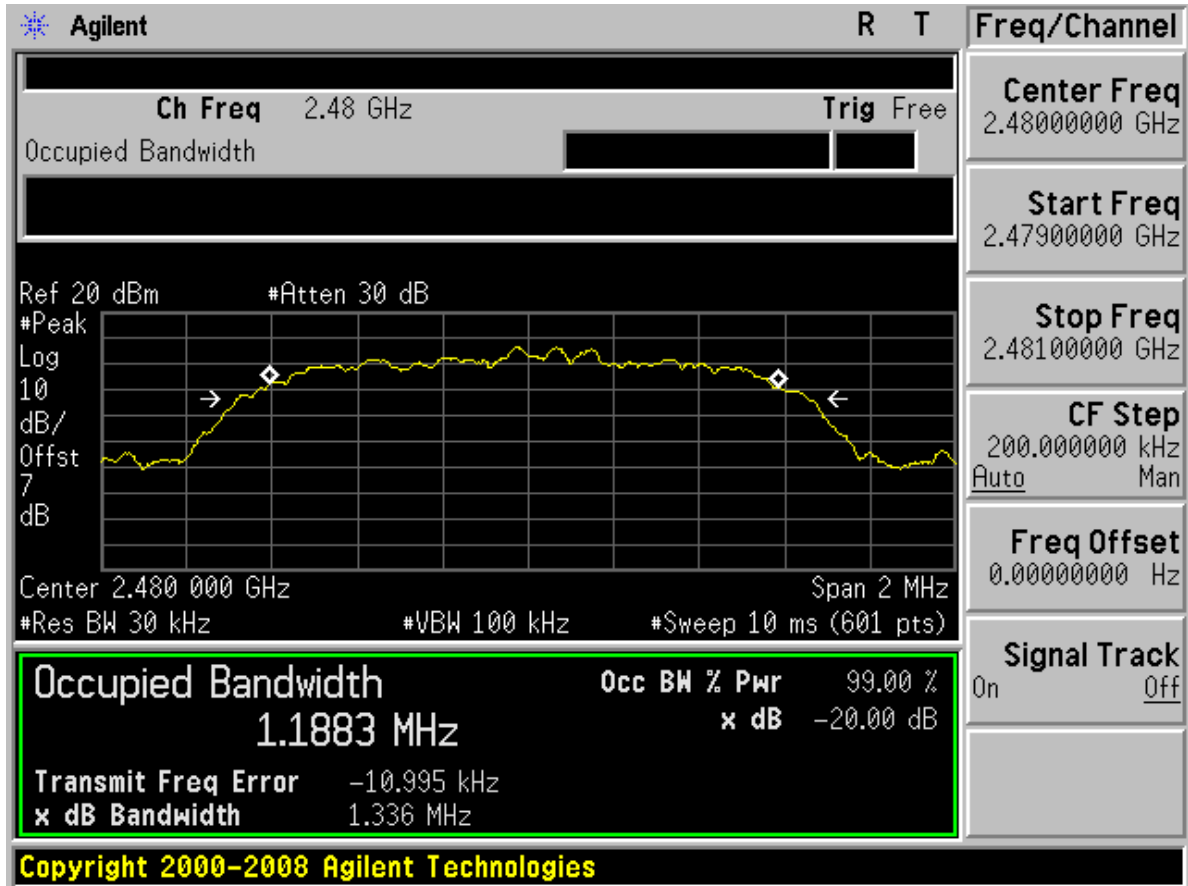 Agilent R T
Freq/Channel
Ch Freq 2.48 GHz Trig Free
Occupied Bandwidth
Center Freq
2.48000000 GHz
Start Freq
2.47900000 GHz
Stop Freq
2.48100000 GHz
CF Step
200.000000 kHz
Auto Man
Freq Offset
0.00000000 Hz
Signal Track
On Off
Ref 20 dBm #Atten 30 dB
#Peak
Log
10
dB/
Offst
7
dB
Center 2.480 000 GHz Span 2 MHz
#Res BW 30 kHz #VBW 100 kHz #Sweep 10 ms (601 pts)
Occupied Bandwidth
1.1883 MHz
Occ BW % Pwr 99.00 %
x dB -20.00 dB
Transmit Freq Error -10.995 kHz
x dB Bandwidth 1.336 MHz
Copyright 2000-2008 Agilent Technologies